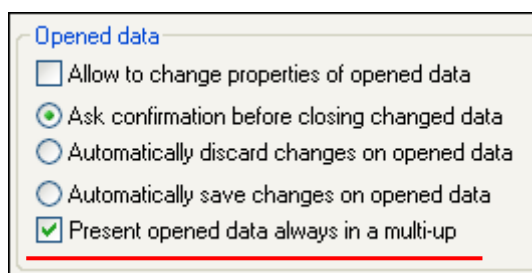 Opened data
Allow to change properties of opened data
Ask confirmation before closing changed data
Automatically discard changes on opened data
Automatically save changes on opened data
Present opened data always in a multi-up